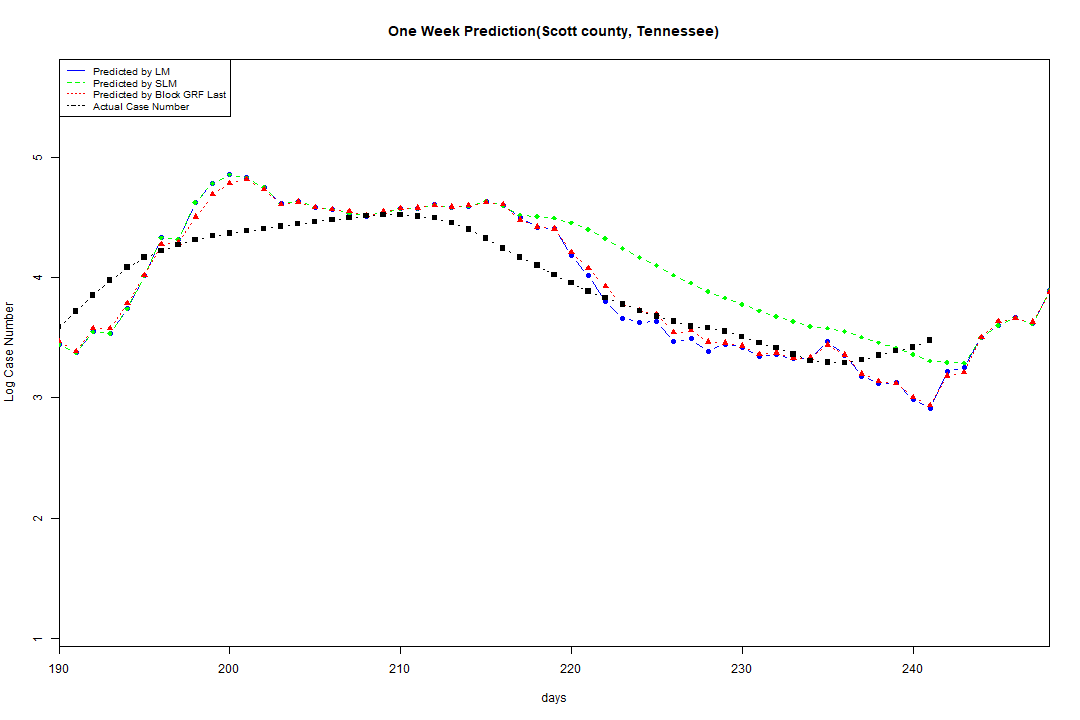 One Week Prediction(Scott county, Tennessee)
Predicted by LM
Predicted by SLM
Predicted by Block GRF Last
Actual Case Number
5
4
3
2
1
Log Case Number
190 200 210 220 230 240
days